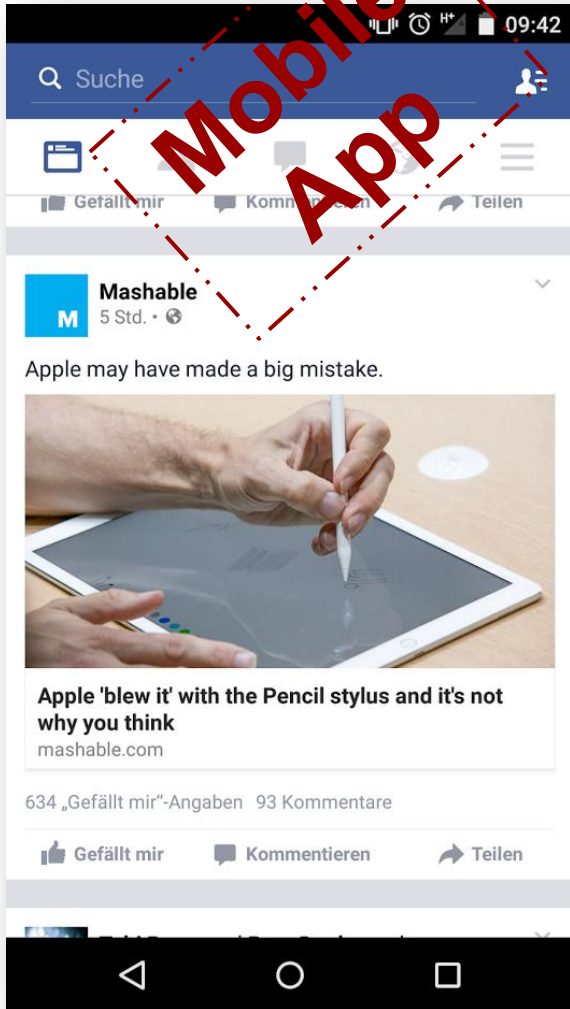 H+ 09:42
Suche
Mobile
App
Gefällt mir Kommentieren Teilen
M
Mashable
5 Std. •
Apple may have made a big mistake.
Apple 'blew it' with the Pencil stylus and it's not
why you think
mashable.com
634 „Gefällt mir“-Angaben 93 Kommentare
Gefällt mir Kommentieren Teilen